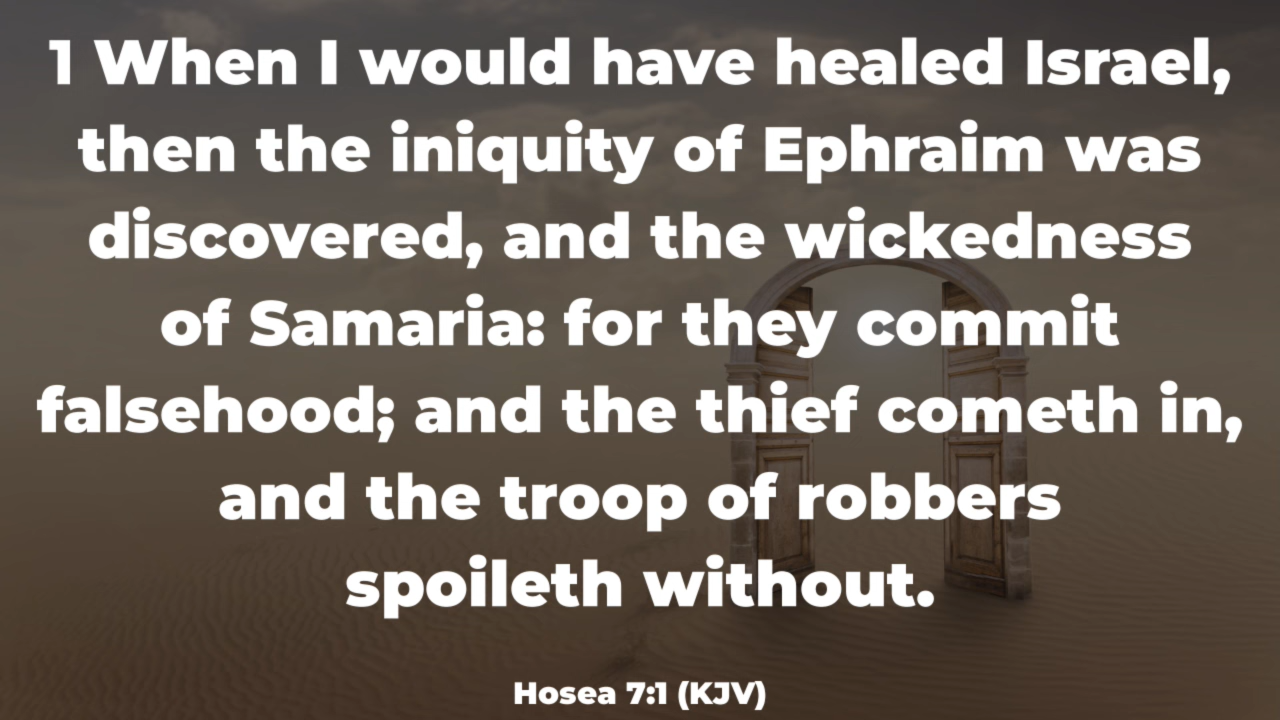 1 When I would have healed Israel,
then the iniquity of Ephraim was
discovered, and the wickedness
of Samaria: for they commit
falsehood; and the thief cometh in,
and the troop of robbers
spoileth without.
Hosea 7:1 (KJV)